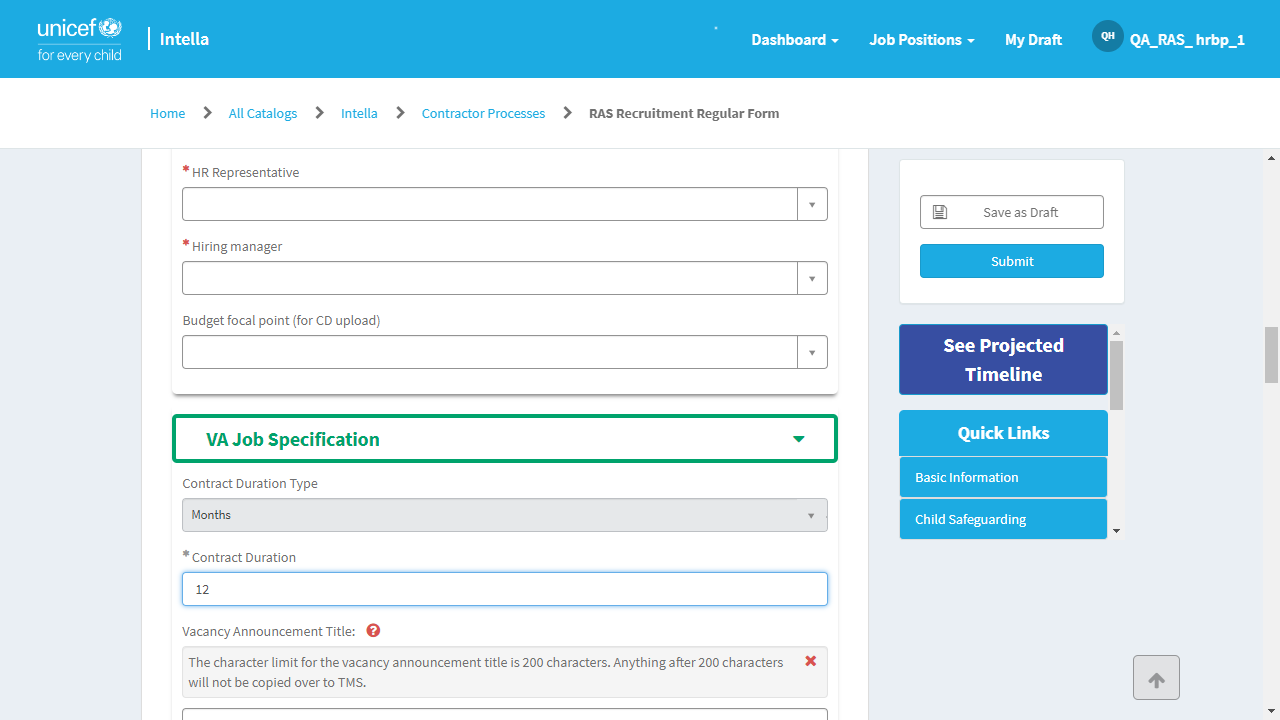 unicef
for every child
Intella
Dashboard
Job Positions
My Draft
QH
QA_RAS_ hrbp_1
Home
All Catalogs
Intella
Contractor Processes
RAS Recruitment Regular Form
* HR Representative
* Hiring manager
Budget focal point (for CD upload)
VA Job Specification
Contract Duration Type
Months
* Contract Duration
12
Vacancy Announcement Title:
The character limit for the vacancy announcement title is 200 characters. Anything after 200 characters
will not be copied over to TMS.
Save as Draft
Submit
See Projected
Timeline
Quick Links
Basic Information
Child Safeguarding